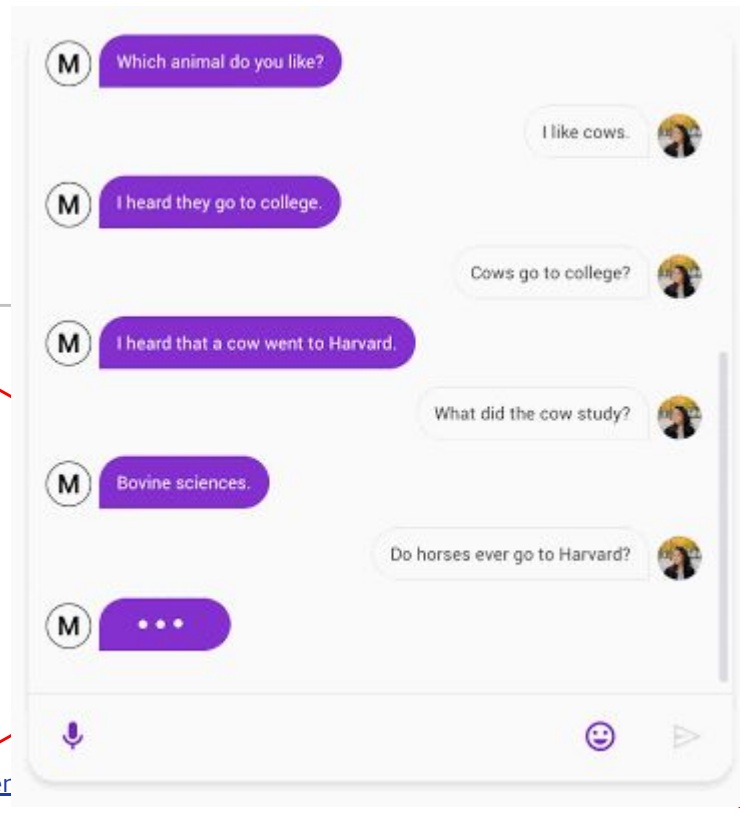 M Which animal do you like?
I like cows.
M I heard they go to college.
Cows go to college?
M I heard that a cow went to Harvard.
What did the cow study?
M Bovine sciences.
Do horses ever go to Harvard?
M
er